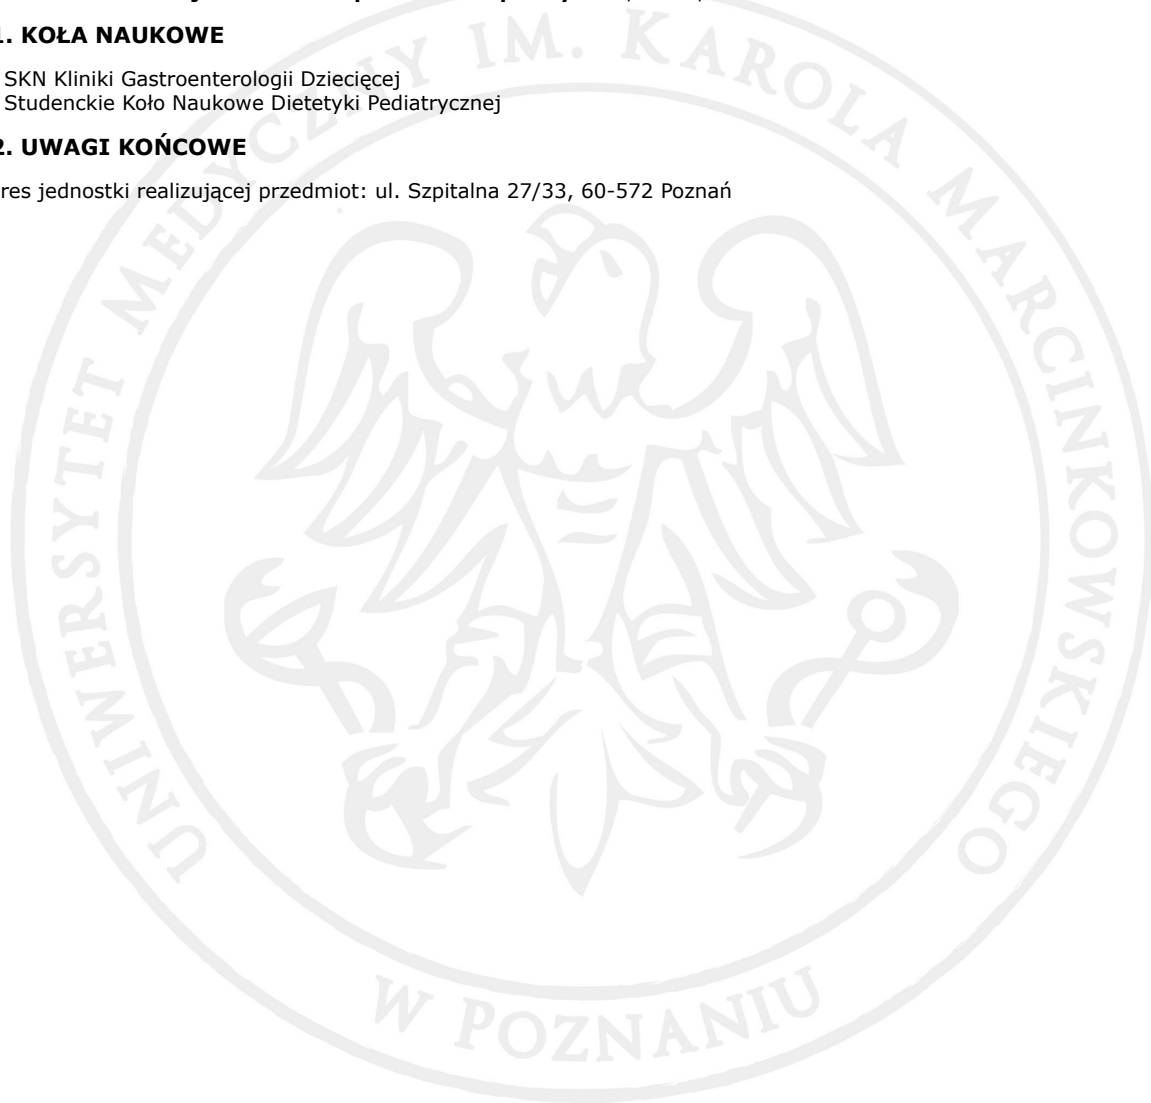 1. KOŁA NAUKOWE
SKN Kliniki Gastroenterologii Dziecięcej
Studenckie Koło Naukowe Dietetyki Pediatrycznej
2. UWAGI KOŃCOWE
res jednostki realizującej przedmiot: ul. Szpitalna 27/33, 60-572 Poznań
UNIWERSYTET MEDYCZNY IM. KAROLA MARCINKOWSKIEGO
W POZNANIU